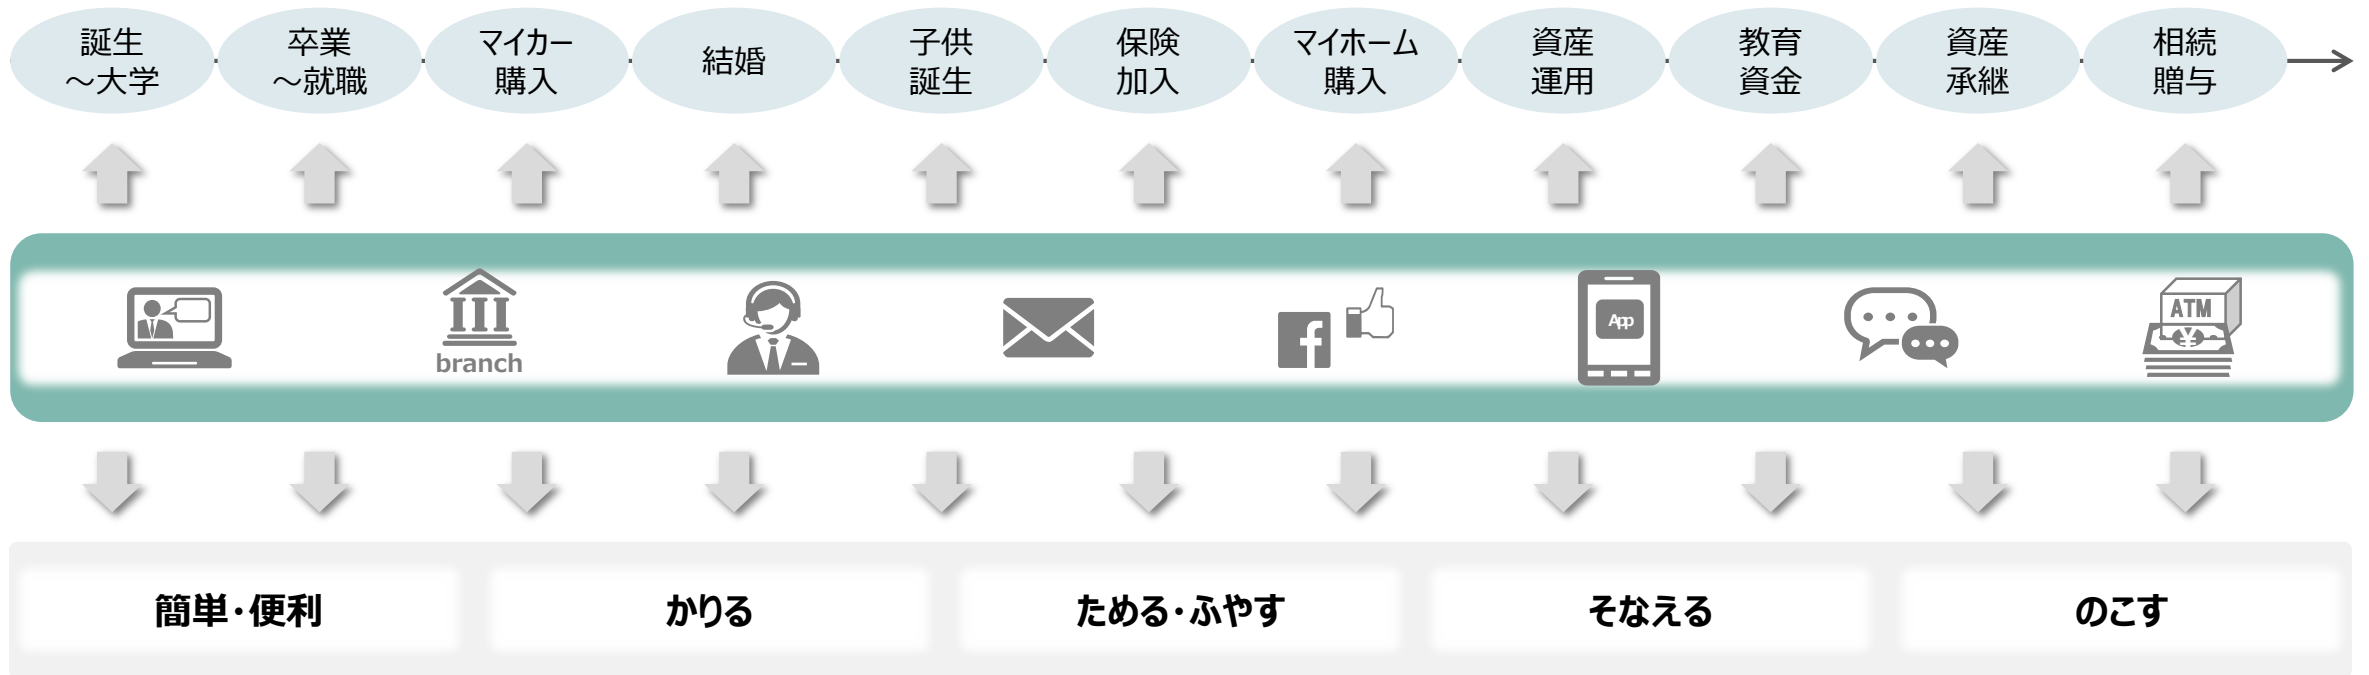 誕生
～大学
卒業
～就職
マイカー
購入
結婚
子供
誕生
保険
加入
マイホーム
購入
資産
運用
教育
資金
資産
承継
相続
贈与
branch
App
ATM
¥
簡単・便利
かりる
ためる・ふやす
そなえる
のこす